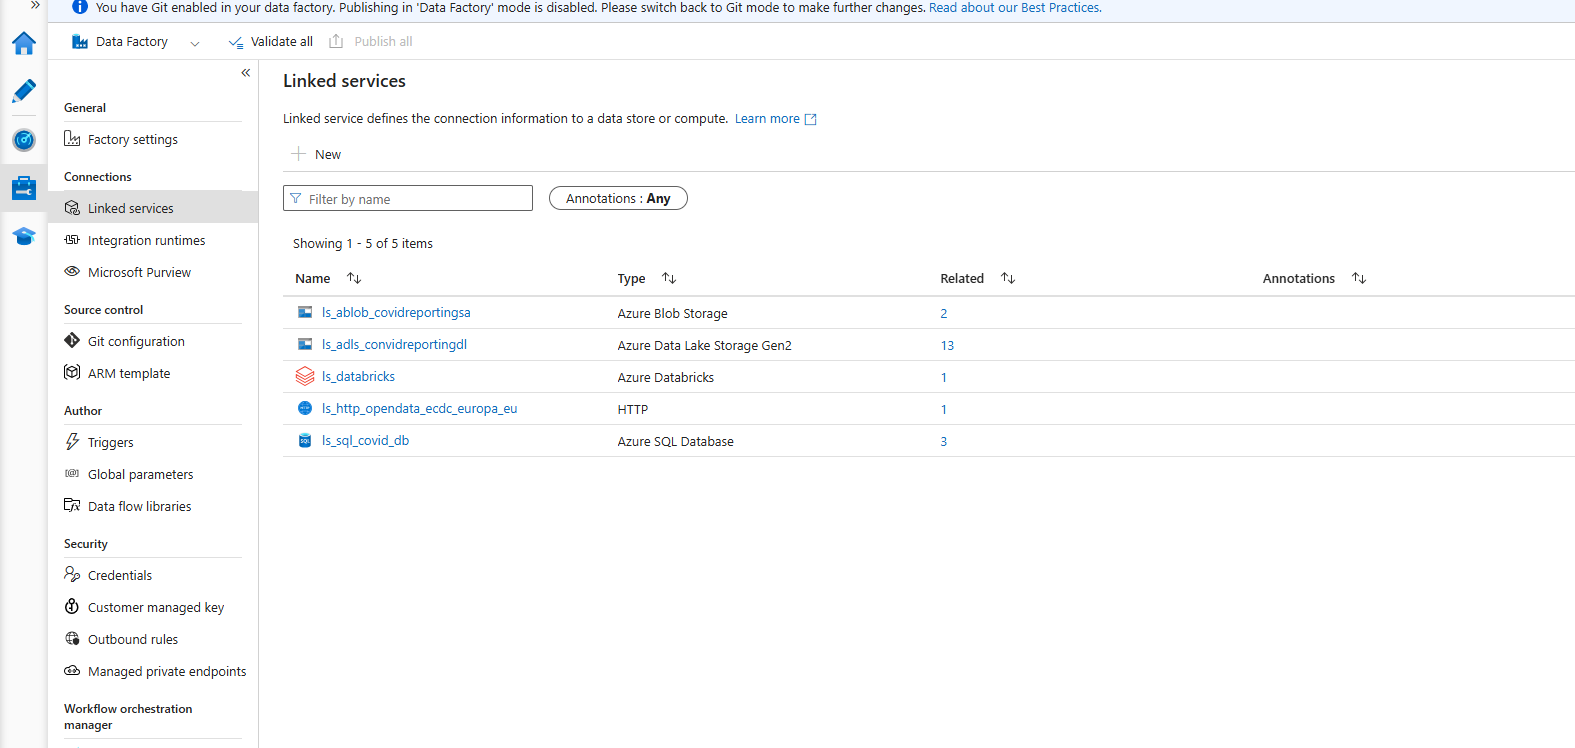 You have Git enabled in your data factory. Publishing in 'Data Factory' mode is disabled. Please switch back to Git mode to make further changes. Read about our Best Practices.
Data Factory Validate all Publish all
General
Factory settings
Connections
Linked services
Integration runtimes
Microsoft Purview
Source control
Git configuration
ARM template
Author
Triggers
Global parameters
Data flow libraries
Security
Credentials
Customer managed key
Outbound rules
Managed private endpoints
Workflow orchestration
manager
Linked services
Linked service defines the connection information to a data store or compute. Learn more
New
Filter by name Annotations : Any
Showing 1 - 5 of 5 items
Name Type Related Annotations
ls_ablob_covidreportingsa Azure Blob Storage 2
ls_adls_convidreportingdl Azure Data Lake Storage Gen2 13
ls_databricks Azure Databricks 1
HTTP ls_http_opendata_ecdc_europa_eu HTTP 1
SQL ls_sql_covid_db Azure SQL Database 3